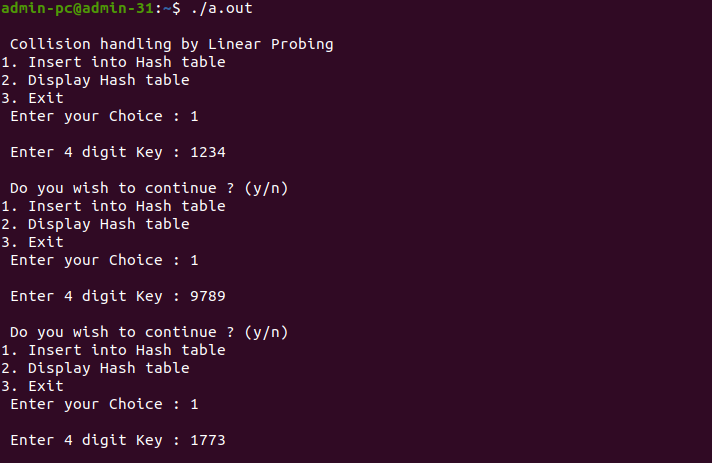 admin-pc@admin-31:~$ ./a.out
Collision handling by Linear Probing
1. Insert into Hash table
2. Display Hash table
3. Exit
Enter your Choice : 1
Enter 4 digit Key : 1234
Do you wish to continue ? (y/n)
1. Insert into Hash table
2. Display Hash table
3. Exit
Enter your Choice : 1
Enter 4 digit Key : 9789
Do you wish to continue ? (y/n)
1. Insert into Hash table
2. Display Hash table
3. Exit
Enter your Choice : 1
Enter 4 digit Key : 1773